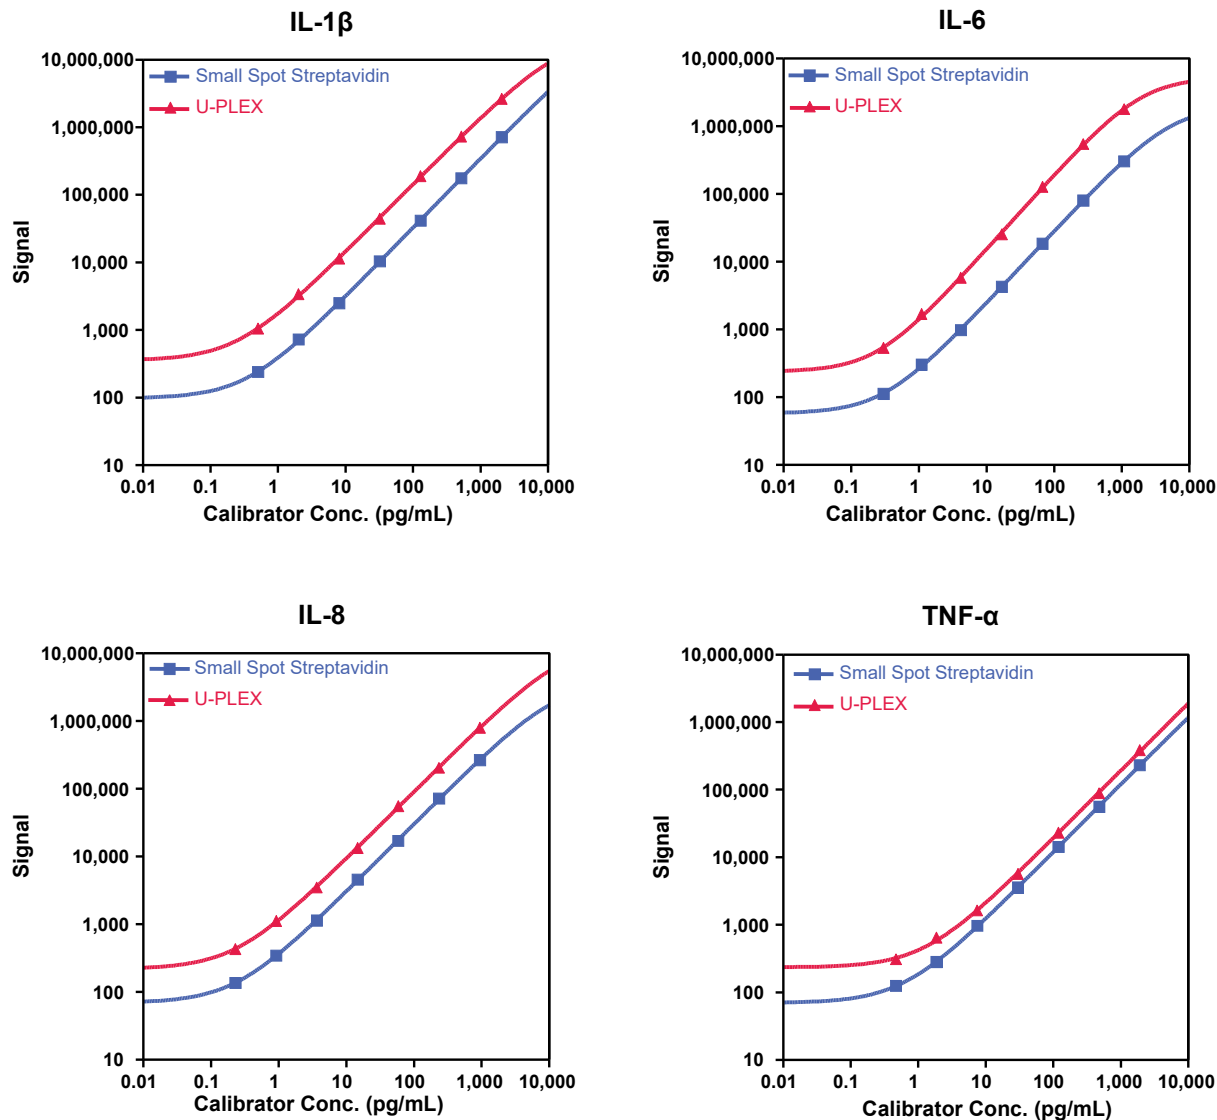 IL-1β
10,000,000
1,000,000
100,000
10,000
1,000
100
10
Signal
Small Spot Streptavidin
U-PLEX
0.01 0.1 1 10 100 1,000 10,000
Calibrator Conc. (pg/mL)
IL-6
10,000,000
1,000,000
100,000
10,000
1,000
100
10
Signal
Small Spot Streptavidin
U-PLEX
0.01 0.1 1 10 100 1,000 10,000
Calibrator Conc. (pg/mL)
IL-8
10,000,000
1,000,000
100,000
10,000
1,000
100
10
Signal
Small Spot Streptavidin
U-PLEX
0.01 0.1 1 10 100 1,000 10,000
Calibrator Conc. (pg/mL)
TNF-α
10,000,000
1,000,000
100,000
10,000
1,000
100
10
Signal
Small Spot Streptavidin
U-PLEX
0.01 0.1 1 10 100 1,000 10,000
Calibrator Conc. (pg/mL)